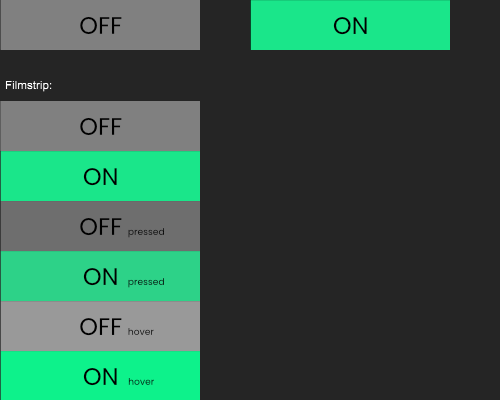 OFF ON
Filmstrip:
OFF
ON
OFF pressed
ON pressed
OFF hover
ON hover